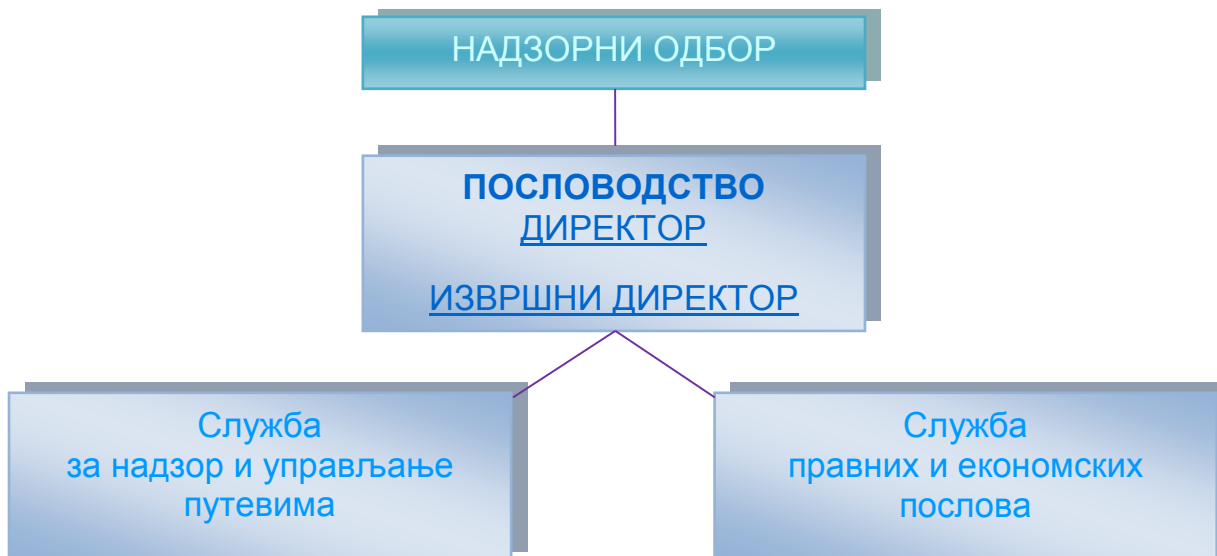 НАДЗОРНИ ОДБОР
ПОСЛОВОДСТВО
ДИРЕКТОР
ИЗВРШНИ ДИРЕКТОР
Служба
за надзор и управљање
путевима
Служба
правних и економских
послова